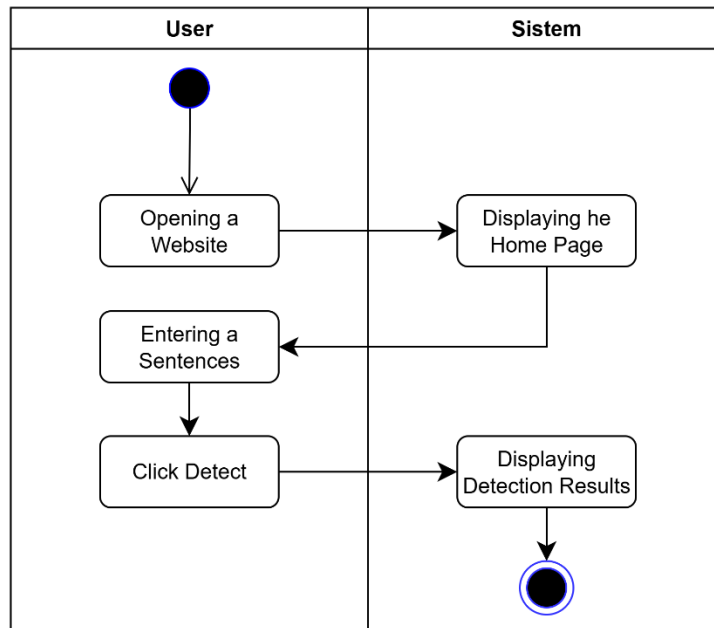 User
Sistem
Opening a
Website
Displaying he
Home Page
Entering a
Sentences
Click Detect
Displaying
Detection Results